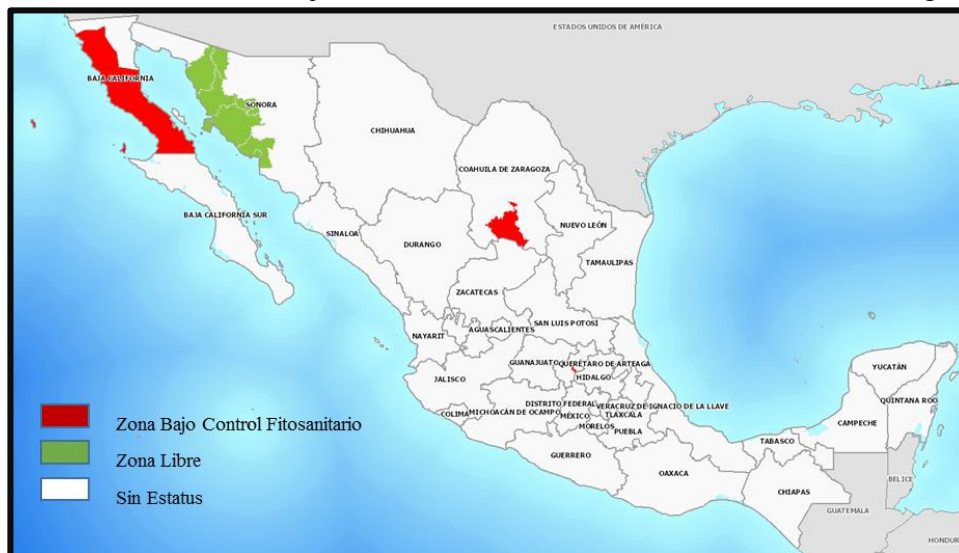 ESTADOS UNIDOS DE AMÉRICA
BAJA CALIFORNIA
SONORA
CHIHUAHUA
COAHUILA DE ZARAGOZA
BAJA CALIFORNIA SUR
SINALOA
DURANGO
NUEVO LEÓN
TAMAULIPAS
ZACATECAS
SAN LUIS POTOSÍ
NAYARIT
AGUASCALIENTES
GUANAJUATO
QUERÉTARO DE ARTEAGA
HIDALGO
JALISCO
COLIMA
MICHOACÁN DE OCAMPO
DISTRITO FEDERAL
MÉXICO
MORELOS
VERACRUZ DE IGNACIO DE LA LLAVE
TLAXCALA
PUEBLA
GUERRERO
OAXACA
TABASCO
CHIAPAS
YUCATÁN
QUINTANA ROO
CAMPECHE
BELICE
GUATEMALA
Zona Bajo Control Fitosanitario
Zona Libre
Sin Estatus